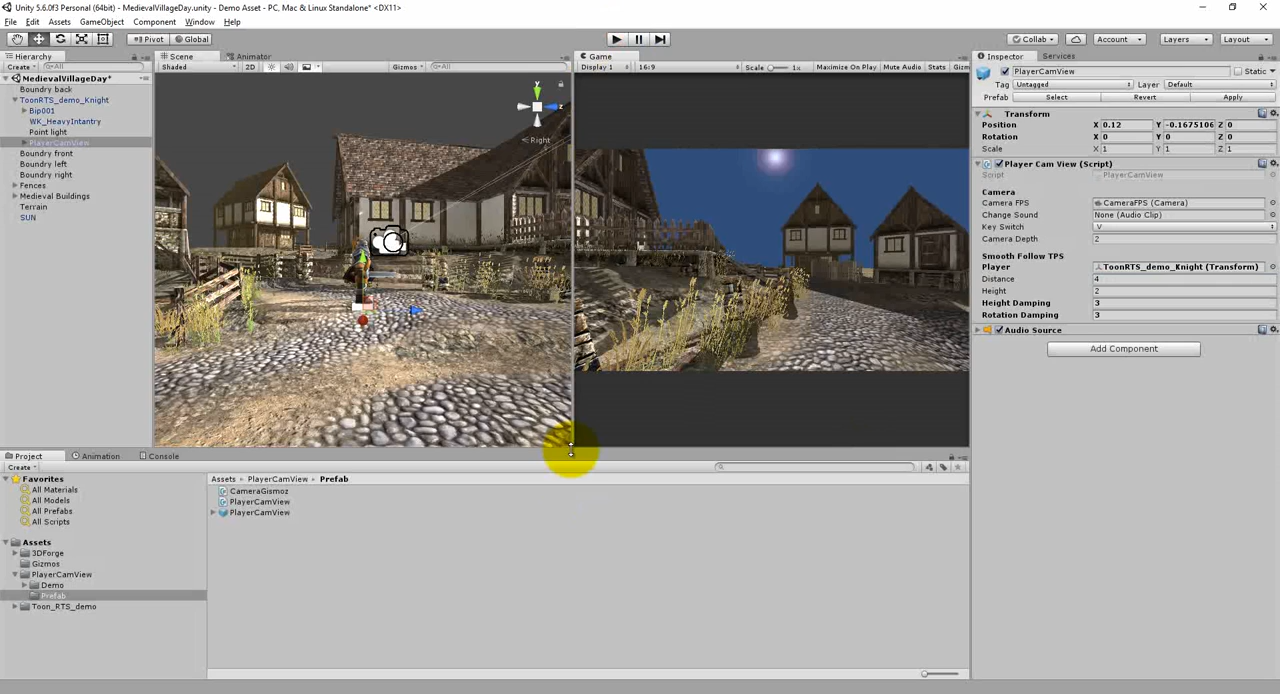 Unity 5.6.0f3 Personal (64bit) - MedievalVillageDay.unity - Demo Asset - PC, Mac & Linux Standalone* <DX11>
File Edit Assets GameObject Component Window Help
Pivot Global Collab Account Layers Layout
Hierarchy
Create All
MedievalVillageDay*
Boundry back
ToonRTS_demo_Knight
Bip001
WK_HeavyIntantry
Point light
PlayerCamView
Boundry front
Boundry left
Boundry right
Fences
Medieval Buildings
Terrain
SUN
Scene Animator
Shaded 2D Gizmos All
y
z
Right
Game
Display 1 16:9 Scale 1x Maximize On Play Mute Audio Stats Gizm
Inspector Services
PlayerCamView Static
Tag Untagged Layer Default
Prefab Select Revert Apply
Transform
Position X 0.12 Y -0.1675106 Z 0
Rotation X 0 Y 0 Z 0
Scale X 1 Y 1 Z 1
Player Cam View (Script)
Script PlayerCamView
Camera
Camera FPS CameraFPS (Camera)
Change Sound None (Audio Clip)
Key Switch V
Camera Depth 2
Smooth Follow TPS
Player ToonRTS_demo_Knight (Transform)
Distance 4
Height 2
Height Damping 3
Rotation Damping 3
Audio Source
Add Component
Project Animation Console
Create
Favorites
All Materials
All Models
All Prefabs
All Scripts
Assets
3DForge
Gizmos
PlayerCamView
Demo
Prefab
Toon_RTS_demo
Assets PlayerCamView Prefab
CameraGismoz
PlayerCamView
PlayerCamView